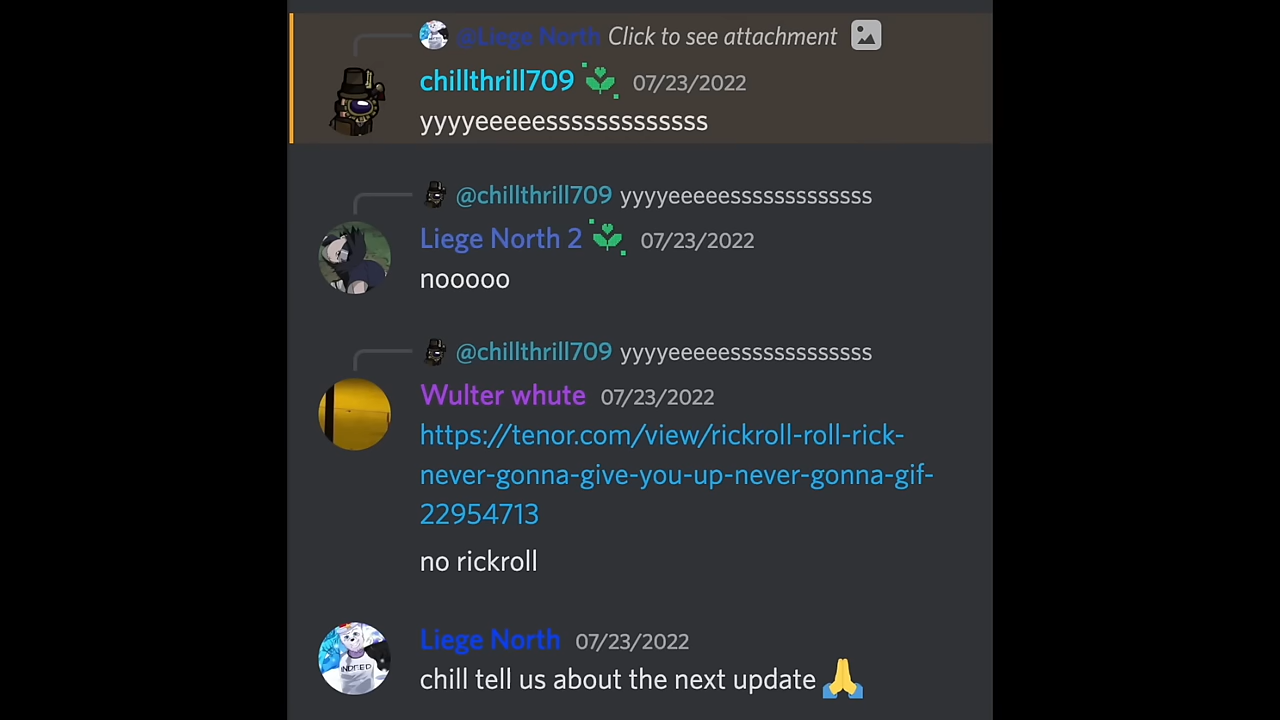 @Liege North Click to see attachment
chillthrill709 07/23/2022
yyyyeeeeesssssssssssss
@chillthrill709 yyyyeeeeesssssssssssss
Liege North 2 07/23/2022
nooooo
@chillthrill709 yyyyeeeeesssssssssssss
Wulter whute 07/23/2022
https://tenor.com/view/rickroll-roll-rick-
never-gonna-give-you-up-never-gonna-gif-
22954713
no rickroll
Liege North 07/23/2022
INDEED
chill tell us about the next update 🙏